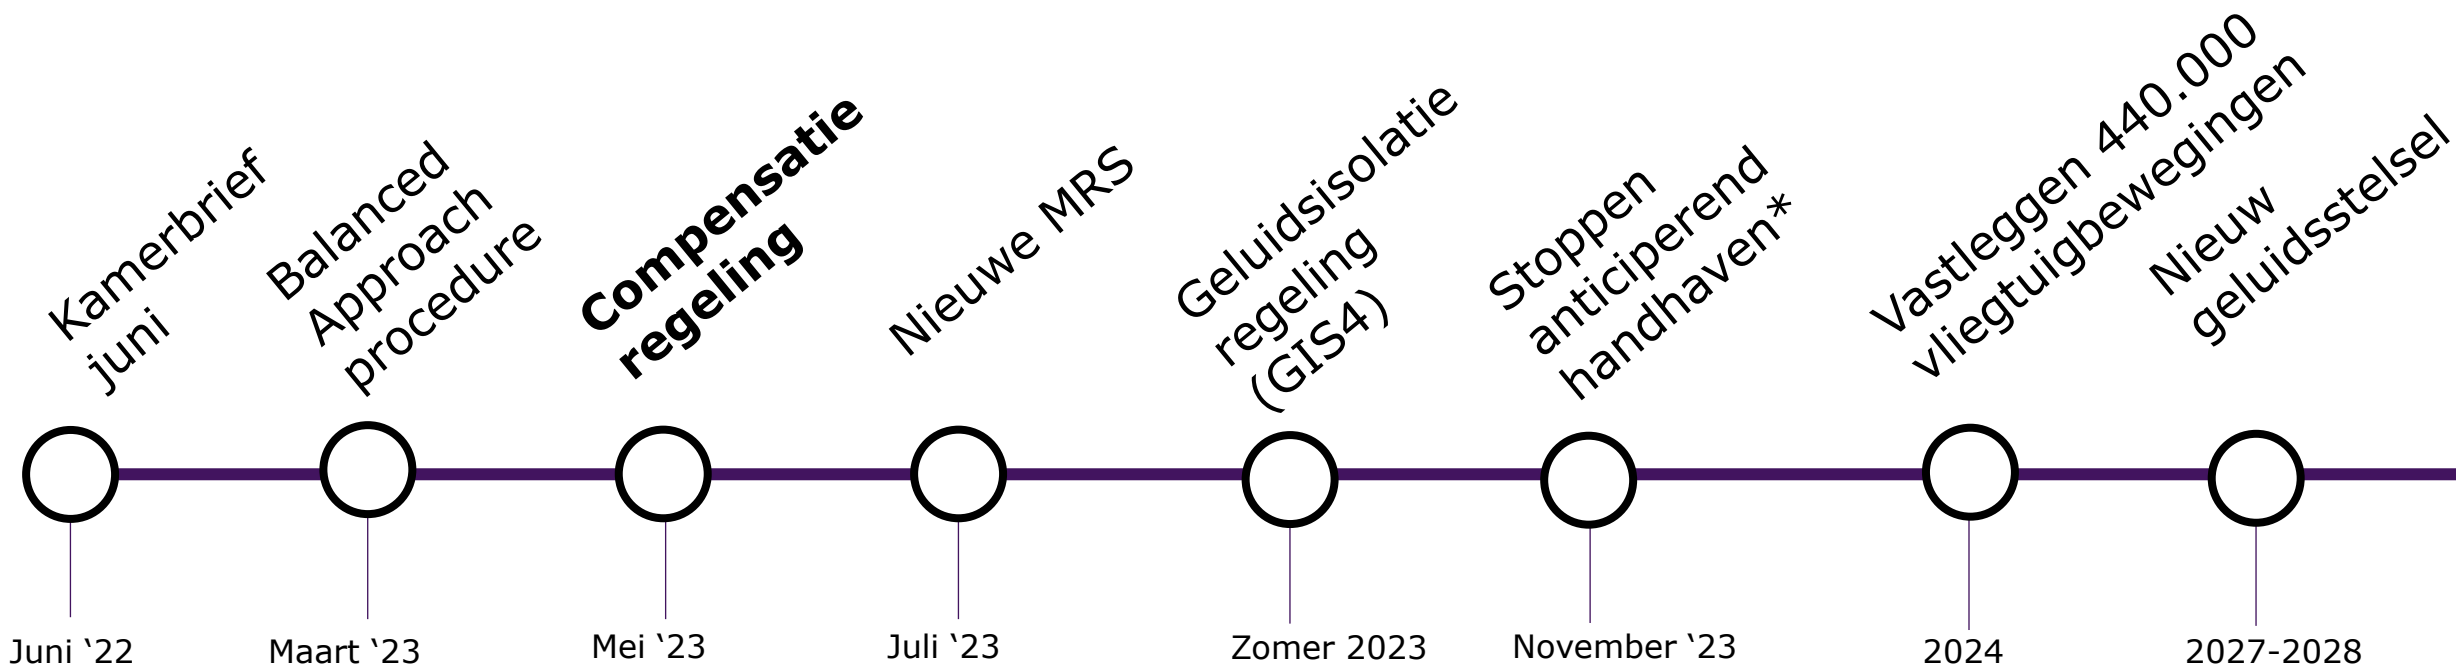 Kamerbrief
juni
Balanced
Approach
procedure
Compensatie
regeling
Nieuwe MRS
Geluidsisolatie
regeling
(GIS4)
Stoppen
anticiperend
handhaven*
Vastleggen 440.000
vliegtuigbewegingen
Nieuw
geluidsstelsel
Juni ‘22
Maart ‘23
Mei ‘23
Juli ‘23
Zomer 2023
November ‘23
2024
2027-2028